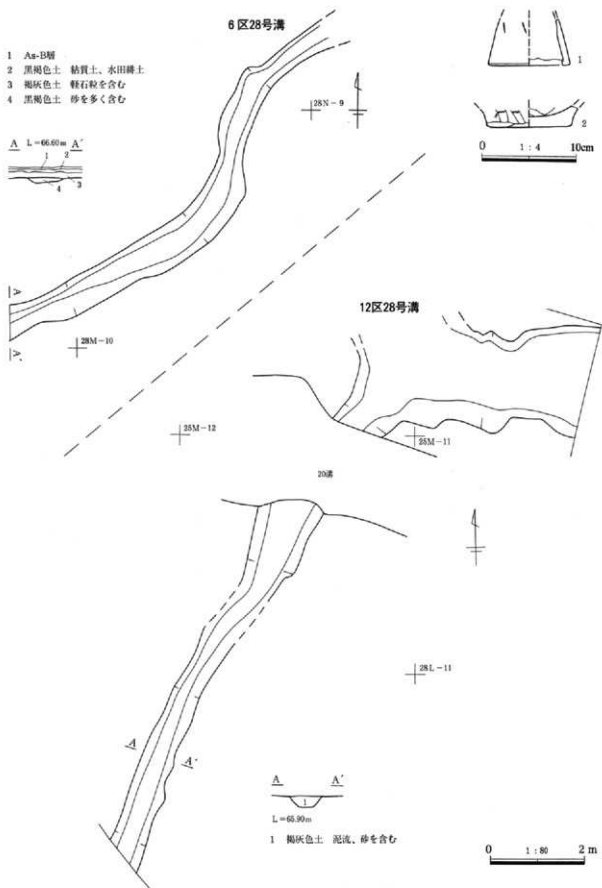 6区28号溝
1 As-B層
2 黒褐色土 粘質土、水田耕土
3 褐灰色土 軽石粒を含む
4 黒褐色土 砂を多く含む
A L=66.60m A′
1 2
4 3
28N-9
1
2
0 1:4 10cm
A
A′
28M-10
12区28号溝
25M-12
25M-11
20溝
28L-11
A
A′
A A′
1
L=65.90m
1 褐灰色土 泥流、砂を含む
0 1:80 2m